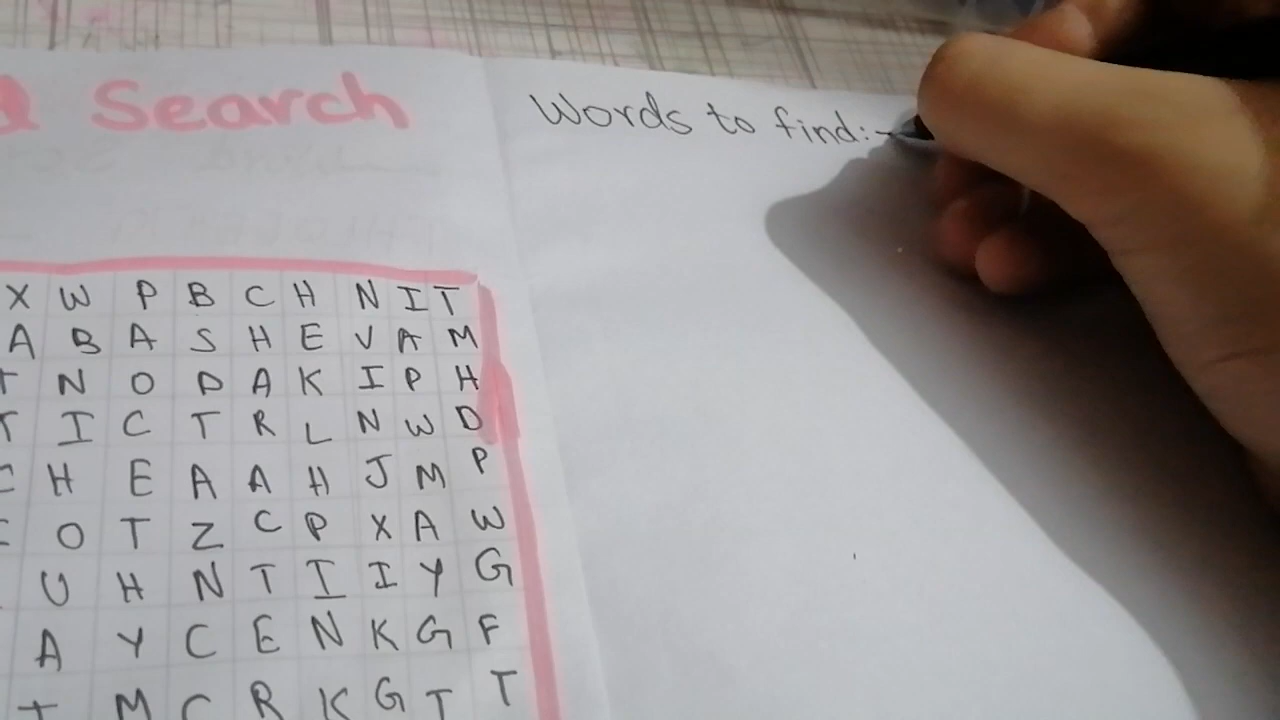 Search
Words to find:-
X W P B C H N I T
A B A S H E V A M
T N O D A K I P H
T I C T R L N W D
H E A A H J M P
O T Z C P X A W
U H N T I I Y G
A Y C E N K G F
M C R K G T T